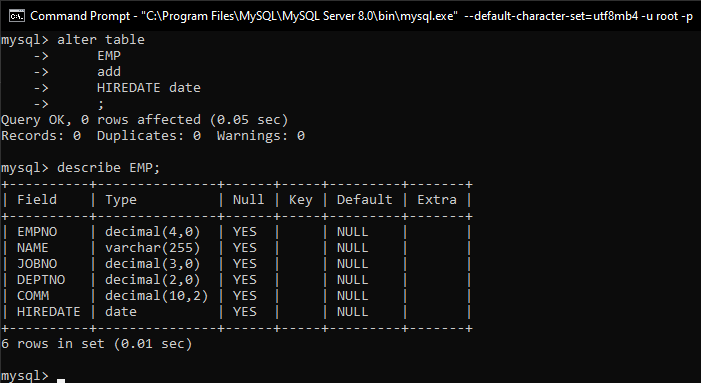 Command Prompt - "C:\Program Files\MySQL\MySQL Server 8.0\bin\mysql.exe"  --default-character-set=utf8mb4 -u root -p
mysql> alter table
    ->      EMP
    ->      add
    ->      HIREDATE date
    ->      ;
Query OK, 0 rows affected (0.05 sec)
Records: 0  Duplicates: 0  Warnings: 0
mysql> describe EMP;
+----------+---------------+------+-----+---------+-------+
| Field    | Type          | Null | Key | Default | Extra |
+----------+---------------+------+-----+---------+-------+
| EMPNO    | decimal(4,0)  | YES  |     | NULL    |       |
| NAME     | varchar(255)  | YES  |     | NULL    |       |
| JOBNO    | decimal(3,0)  | YES  |     | NULL    |       |
| DEPTNO   | decimal(2,0)  | YES  |     | NULL    |       |
| COMM     | decimal(10,2) | YES  |     | NULL    |       |
| HIREDATE | date          | YES  |     | NULL    |       |
+----------+---------------+------+-----+---------+-------+
6 rows in set (0.01 sec)
mysql>